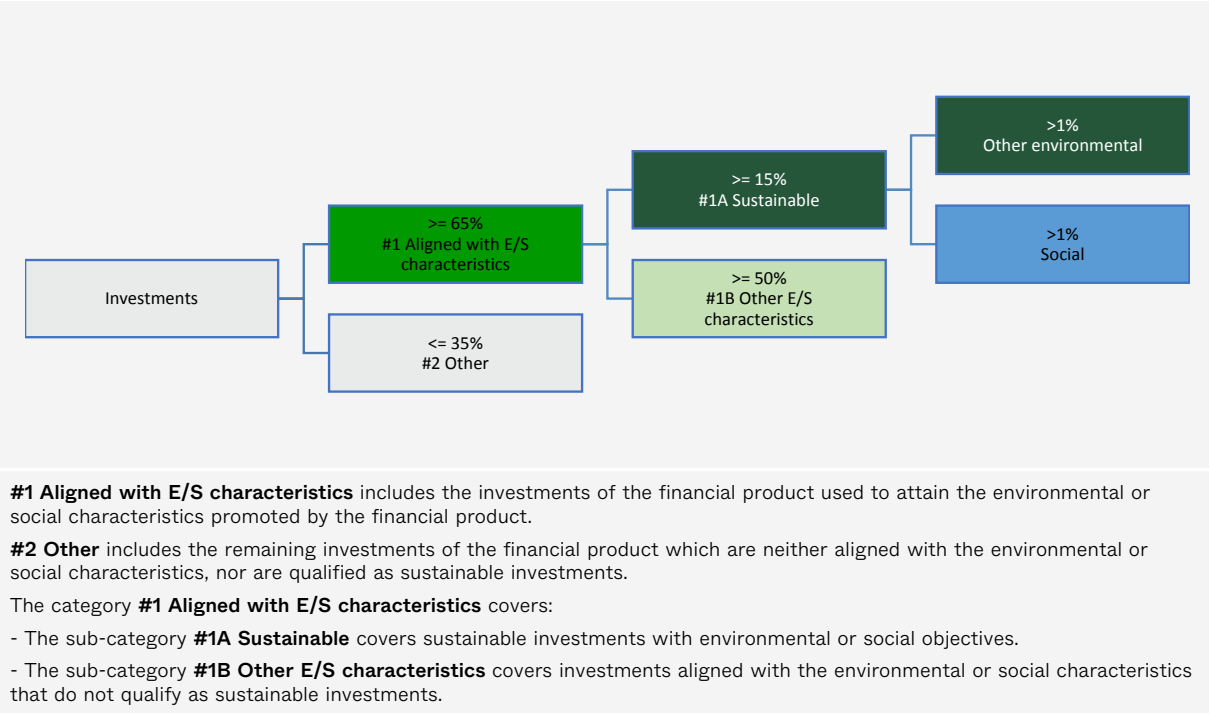 >1%
Other environmental
>= 15%
#1A Sustainable
>= 65%
#1 Aligned with E/S
characteristics
>1%
Social
Investments
>= 50%
#1B Other E/S
characteristics
<= 35%
#2 Other
#1 Aligned with E/S characteristics includes the investments of the financial product used to attain the environmental or
social characteristics promoted by the financial product.
#2 Other includes the remaining investments of the financial product which are neither aligned with the environmental or
social characteristics, nor are qualified as sustainable investments.
The category #1 Aligned with E/S characteristics covers:
- The sub-category #1A Sustainable covers sustainable investments with environmental or social objectives.
- The sub-category #1B Other E/S characteristics covers investments aligned with the environmental or social characteristics
that do not qualify as sustainable investments.